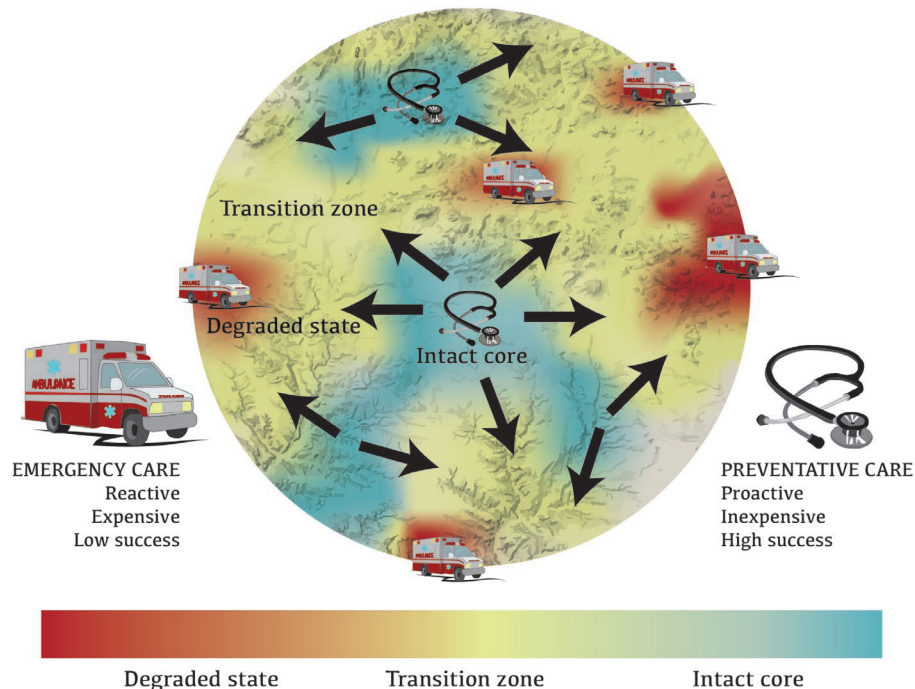 Transition zone
Degraded state
Intact core
AMBULANCE
EMERGENCY CARE
Reactive
Expensive
Low success
PREVENTATIVE CARE
Proactive
Inexpensive
High success
Degraded state
Transition zone
Intact core